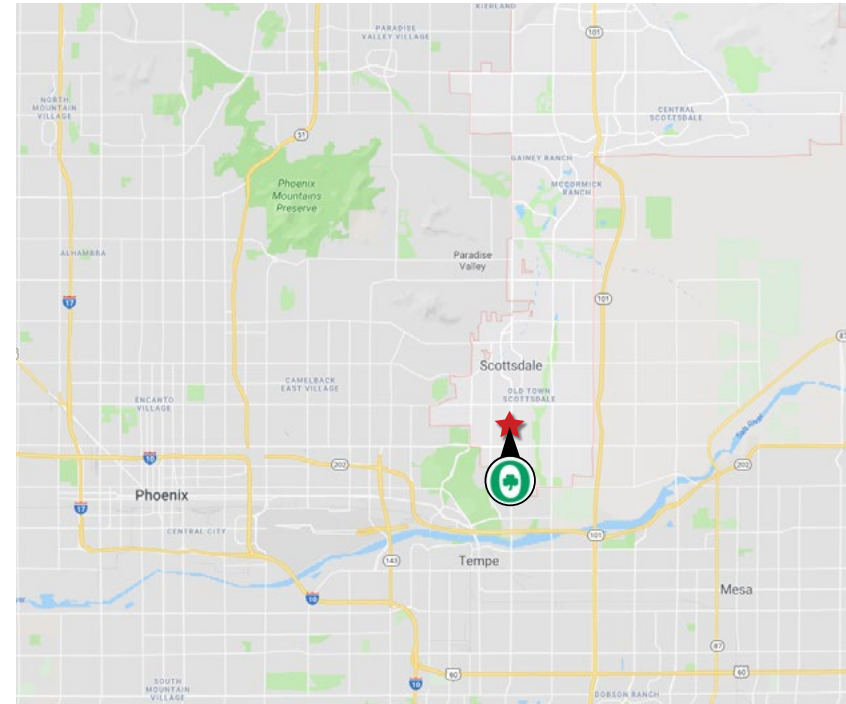 KIERLAND
PARADISE
VALLEY VILLAGE
101
NORTH
MOUNTAIN
VILLAGE
CENTRAL
SCOTTSDALE
51
GAINEY RANCH
Phoenix
Mountains
Preserve
MCCORMICK
RANCH
ALHAMBRA
Paradise
Valley
17
101
Scottsdale
CAMELBACK
EAST VILLAGE
OLD TOWN
SCOTTSDALE
ENCANTO
VILLAGE
Salt River
10
202
202
Phoenix
17
CENTRAL CITY
101
143
Tempe
Mesa
10
87
60
60
10
SOUTH
MOUNTAIN
VILLAGE
DOBSON RANCH